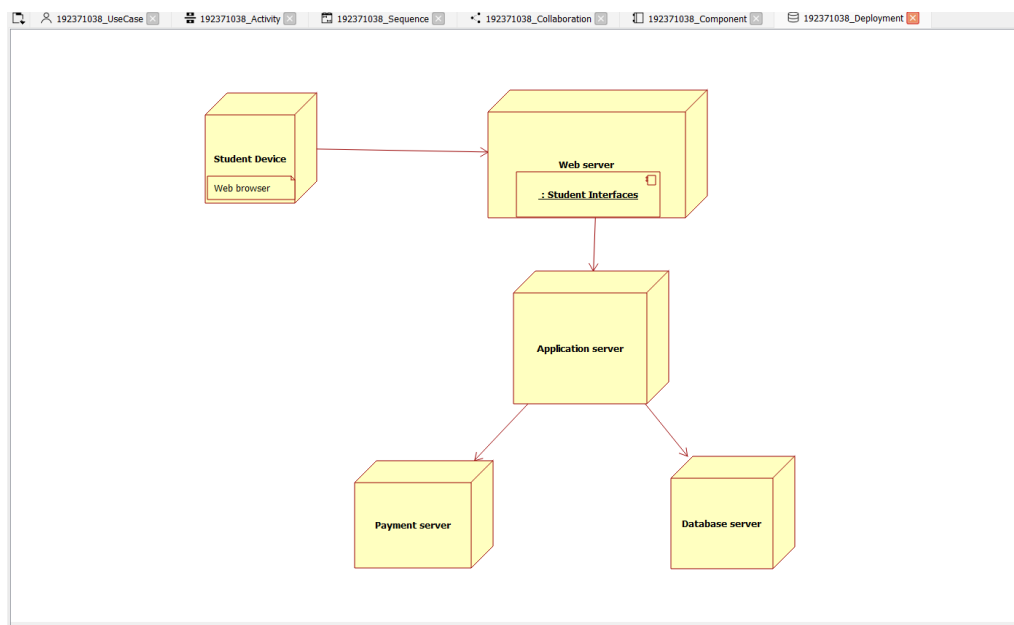 192371038_UseCase
192371038_Activity
192371038_Sequence
192371038_Collaboration
192371038_Component
192371038_Deployment
Student Device
Web browser
Web server
: Student Interfaces
Application server
Payment server
Database server